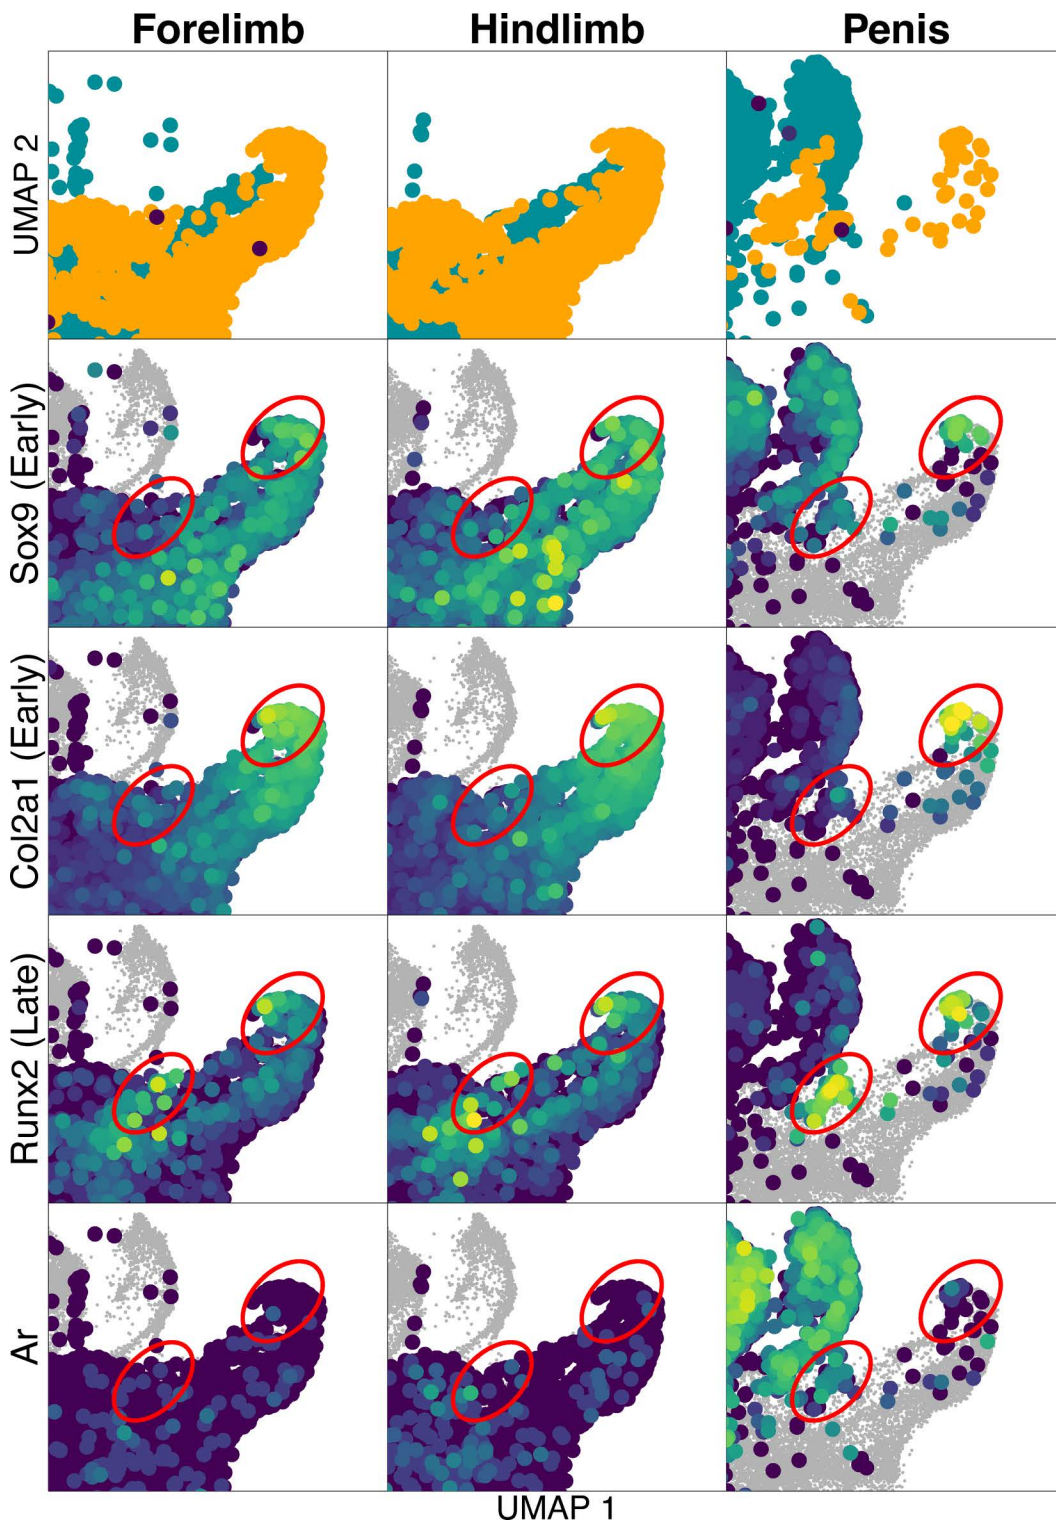 Forelimb Hindlimb Penis
UMAP 2
Sox9 (Early)
Col2a1 (Early)
Runx2 (Late)
Ar
UMAP 1